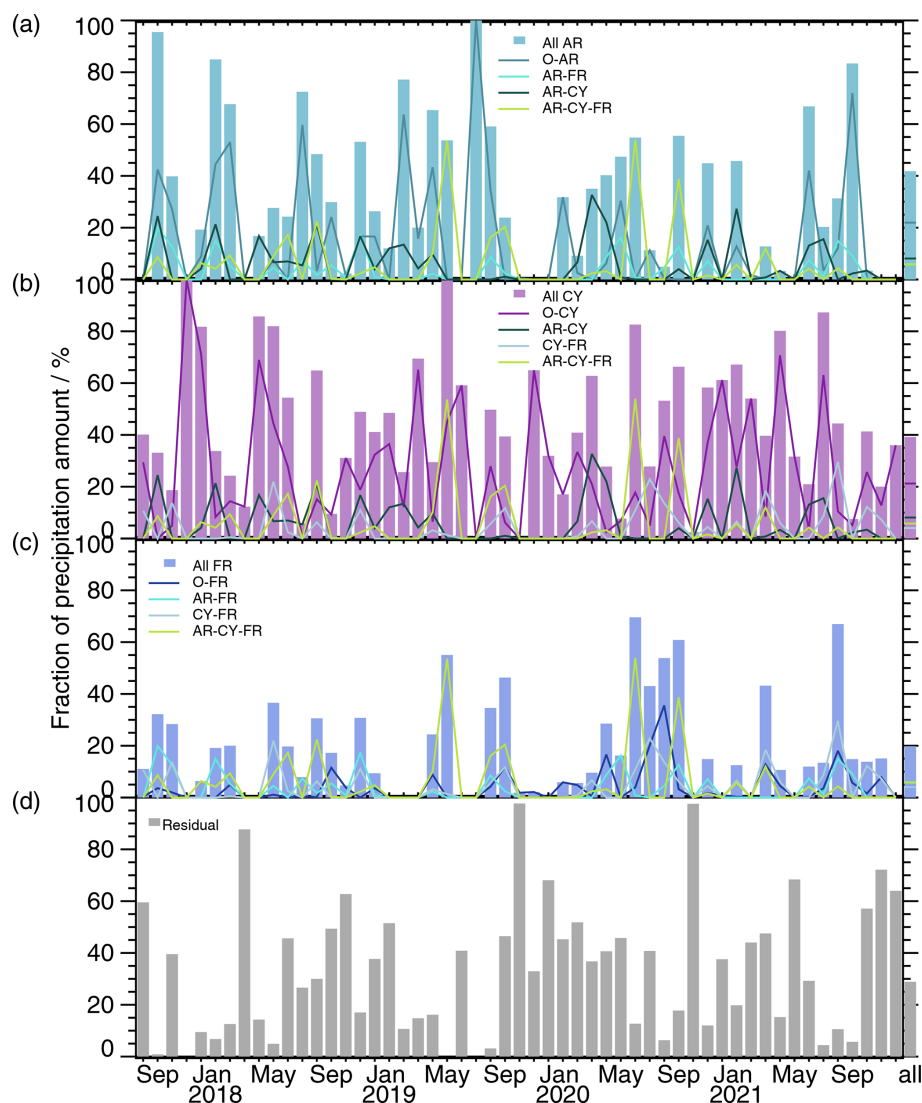 (a)
100
80
60
40
20
0
All AR
O-AR
AR-FR
AR-CY
AR-CY-FR
(b)
100
80
60
40
20
0
All CY
O-CY
AR-CY
CY-FR
AR-CY-FR
Fraction of precipitation amount / %
(c)
100
80
60
40
20
0
All FR
O-FR
AR-FR
CY-FR
AR-CY-FR
(d)
100
80
60
40
20
0
Residual
Sep Jan May Sep Jan May Sep Jan May Sep Jan May Sep all
2018 2019 2020 2021